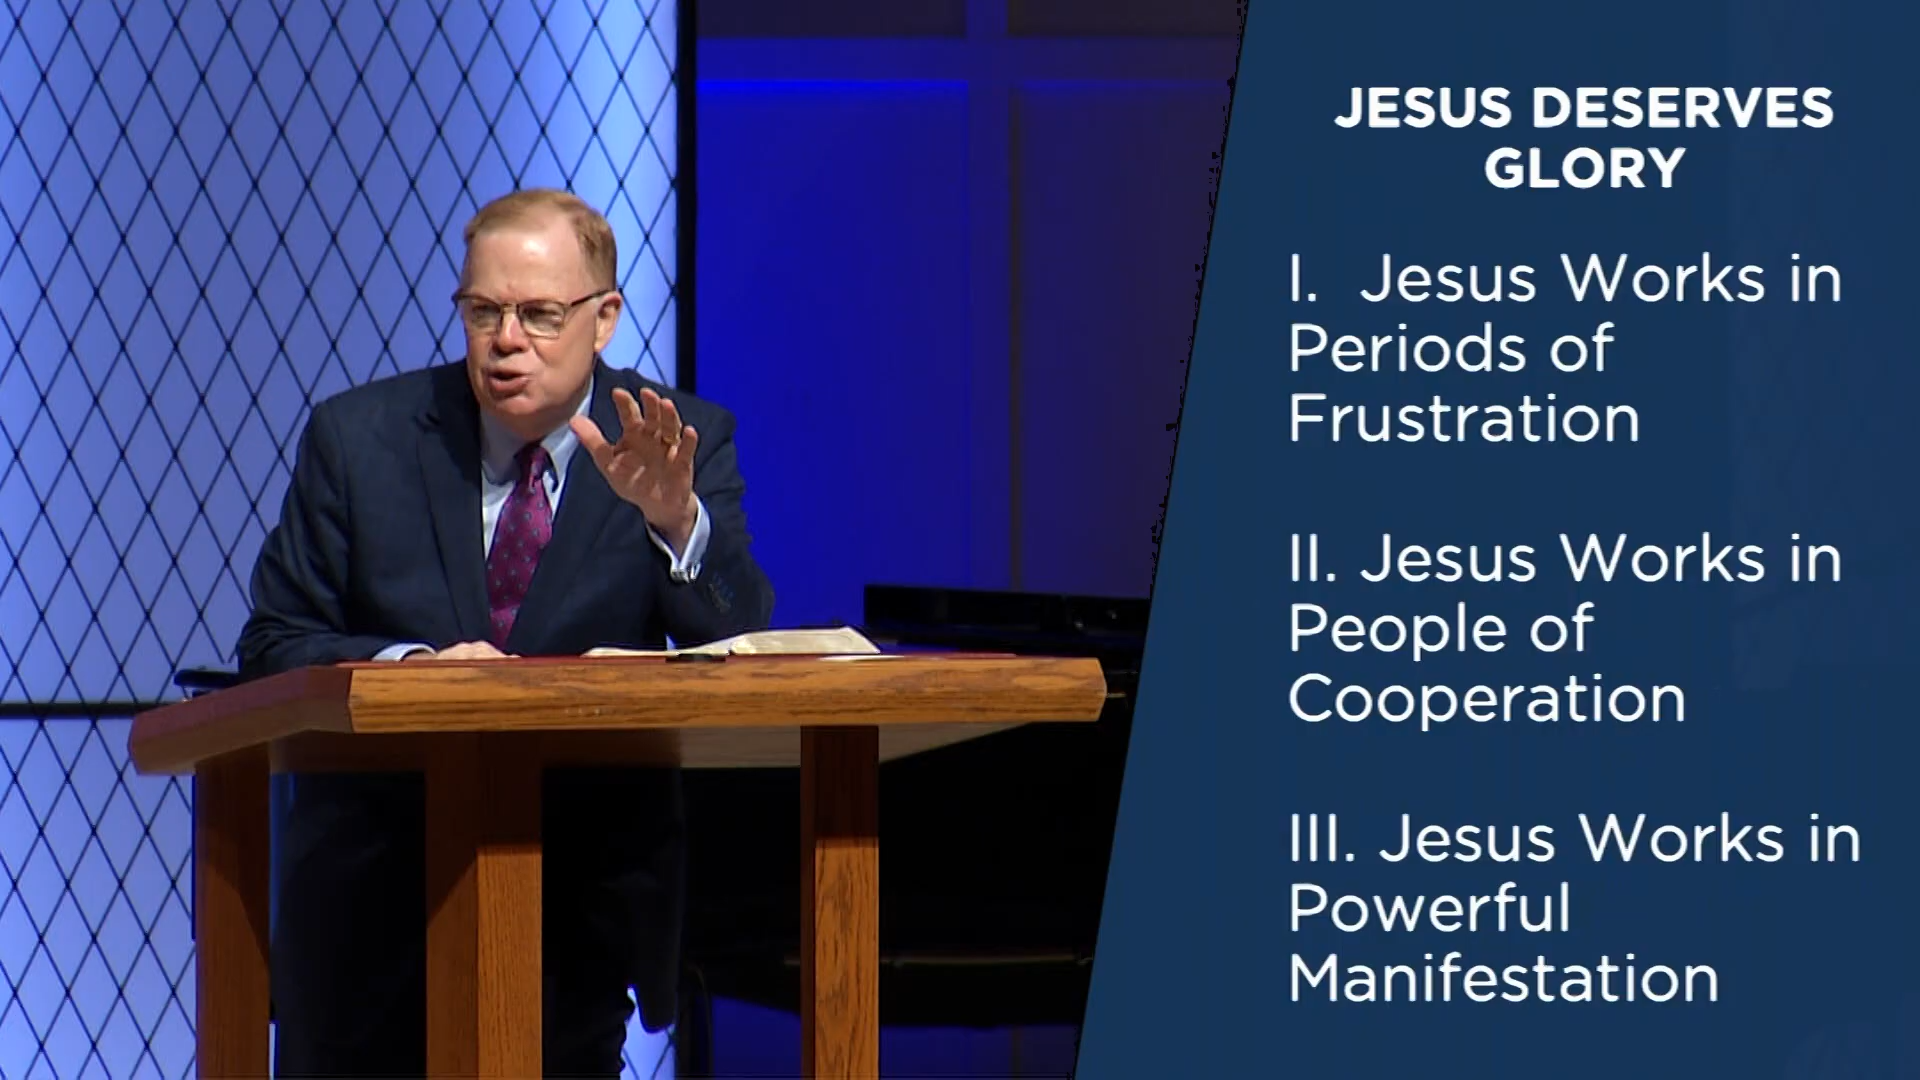 JESUS DESERVES
GLORY
I. Jesus Works in
Periods of
Frustration
II. Jesus Works in
People of
Cooperation
III. Jesus Works in
Powerful
Manifestation